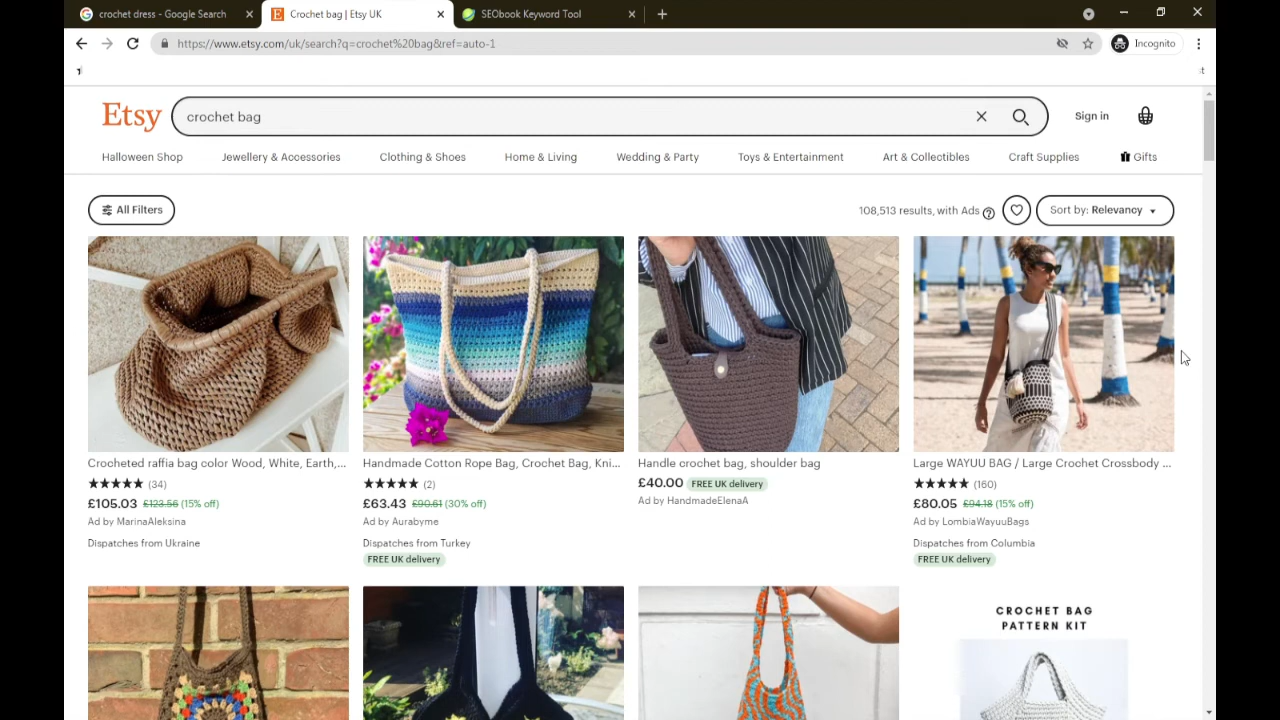 crochet dress - Google Search
Crochet bag | Etsy UK
SEObook Keyword Tool
https://www.etsy.com/uk/search?q=crochet%20bag&ref=auto-1
Incognito
Etsy
crochet bag
Sign in
Halloween Shop
Jewellery & Accessories
Clothing & Shoes
Home & Living
Wedding & Party
Toys & Entertainment
Art & Collectibles
Craft Supplies
Gifts
All Filters
108,513 results, with Ads
Sort by: Relevancy
Crocheted raffia bag color Wood, White, Earth,...
(34)
£105.03 £123.56 (15% off)
Ad by MarinaAleksina
Dispatches from Ukraine
Handmade Cotton Rope Bag, Crochet Bag, Kni...
(2)
£63.43 £90.61 (30% off)
Ad by Aurabyme
Dispatches from Turkey
FREE UK delivery
Handle crochet bag, shoulder bag
£40.00 FREE UK delivery
Ad by HandmadeElenaA
Large WAYUU BAG / Large Crochet Crossbody ...
(160)
£80.05 £94.18 (15% off)
Ad by LombiaWayuuBags
Dispatches from Columbia
FREE UK delivery
CROCHET BAG
PATTERN KIT